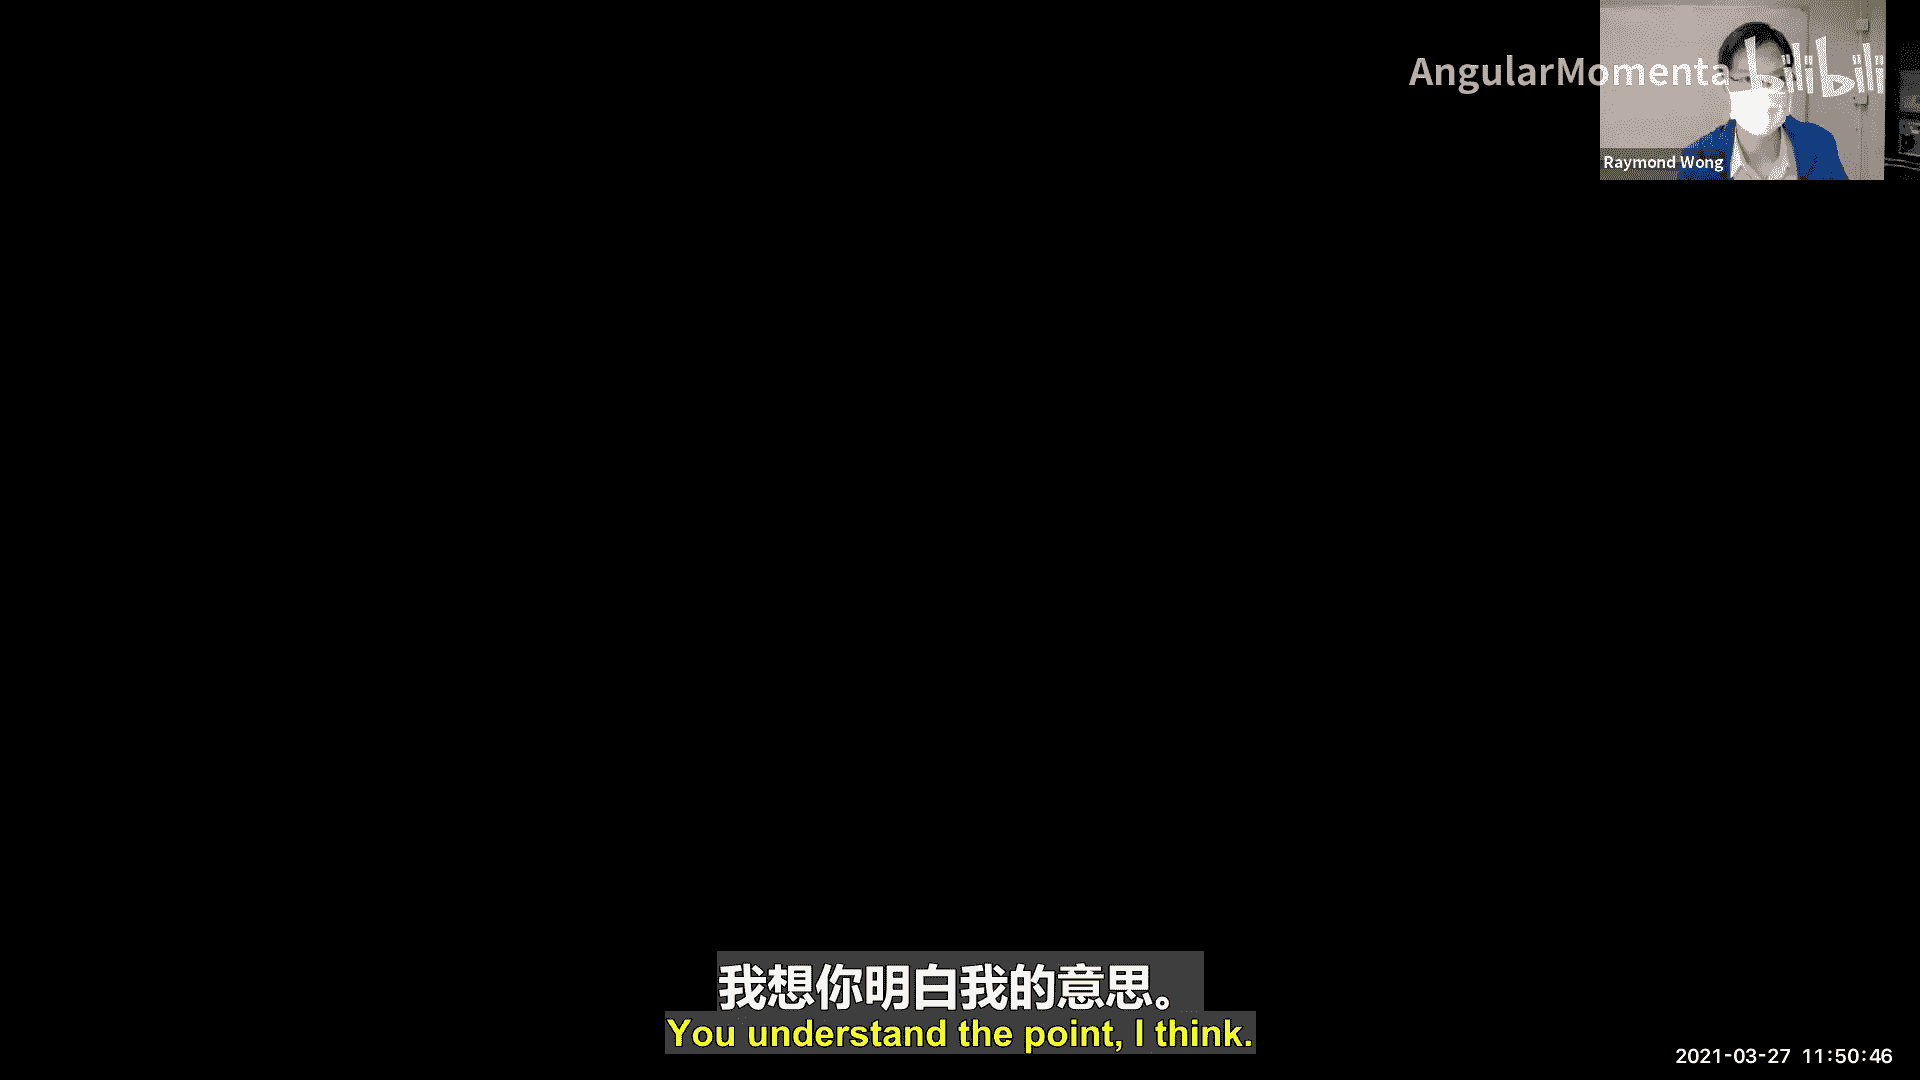 AngularMomenta bilibili
Raymond Wong
我想你明白我的意思。
You understand the point, I think.
2021-03-27 11:50:46